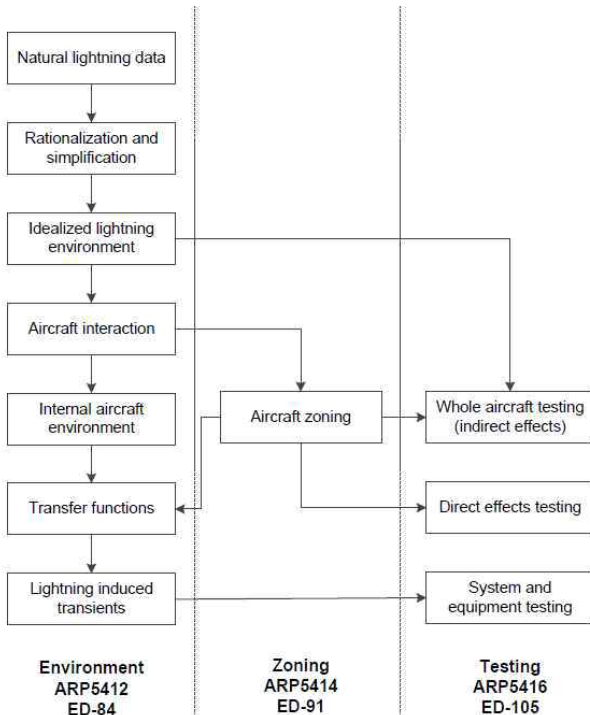 Natural lightning data
Rationalization and
simplification
Idealized lightning
environment
Aircraft interaction
Internal aircraft
environment
Aircraft zoning
Whole aircraft testing
(indirect effects)
Transfer functions
Direct effects testing
Lightning induced
transients
System and
equipment testing
Environment
ARP5412
ED-84
Zoning
ARP5414
ED-91
Testing
ARP5416
ED-105